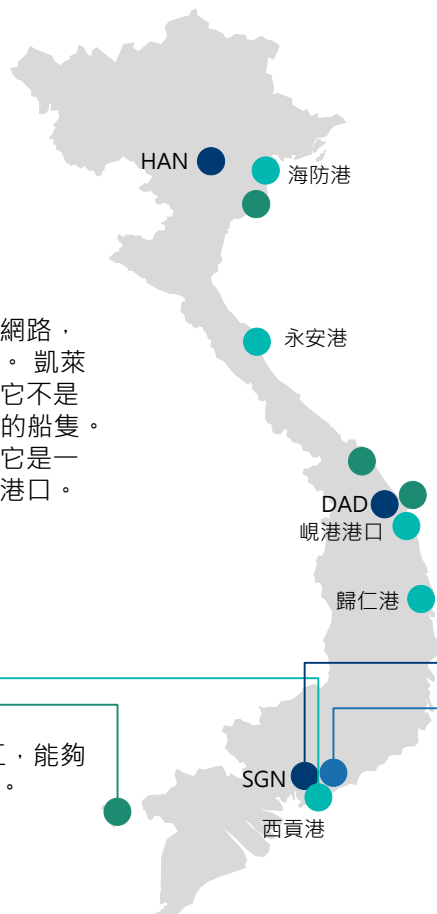 HAN
海防港
網路，
。 凱萊
永安港
它不是
的船隻。
它是一
港口。
DAD
峴港港口
歸仁港
，能夠
。
SGN
西貢港